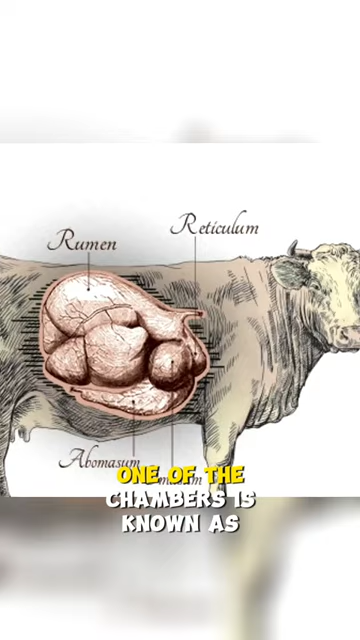 Reticulum
Rumen
Abomasum
ONE OF THE
CHAMBERS IS
KNOWN AS